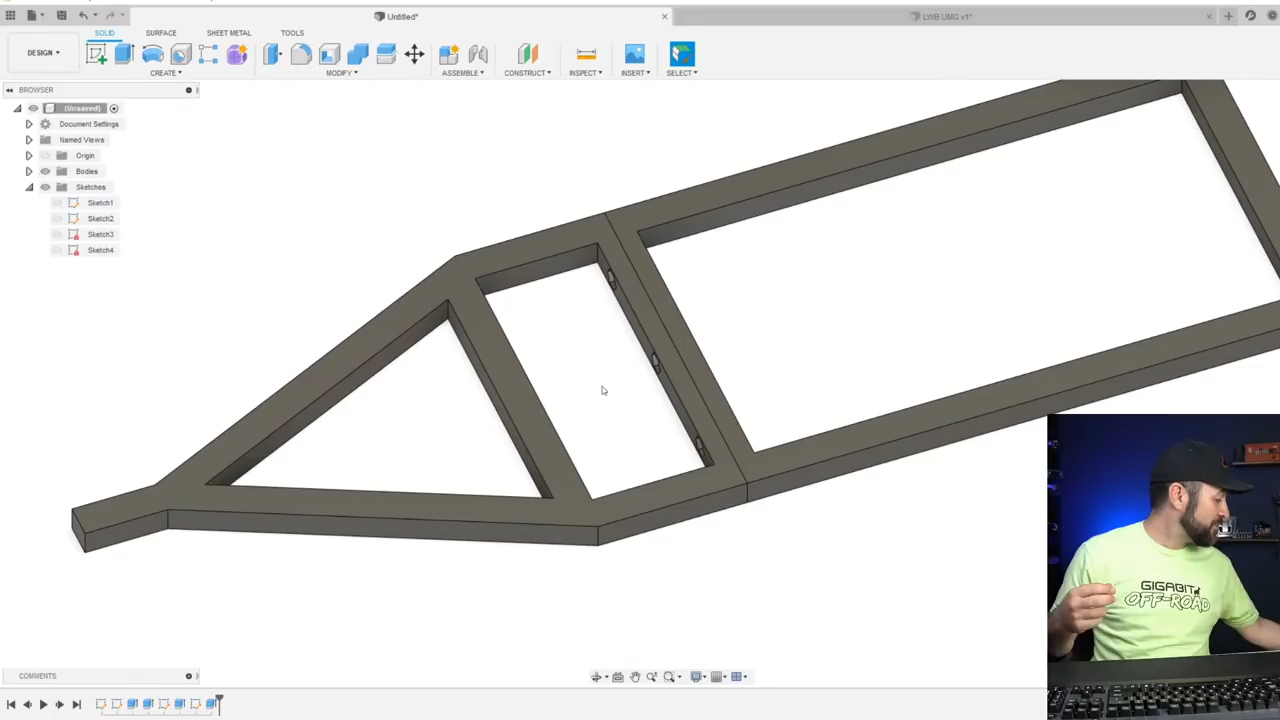 Untitled*
LWB UMG v1*
SOLID
SURFACE
SHEET METAL
TOOLS
DESIGN
CREATE
MODIFY
ASSEMBLE
CONSTRUCT
INSPECT
INSERT
SELECT
BROWSER
(Unsaved)
Document Settings
Named Views
Origin
Bodies
Sketches
Sketch1
Sketch2
Sketch3
Sketch4
GIGABIT
OFF-ROAD
COMMENTS